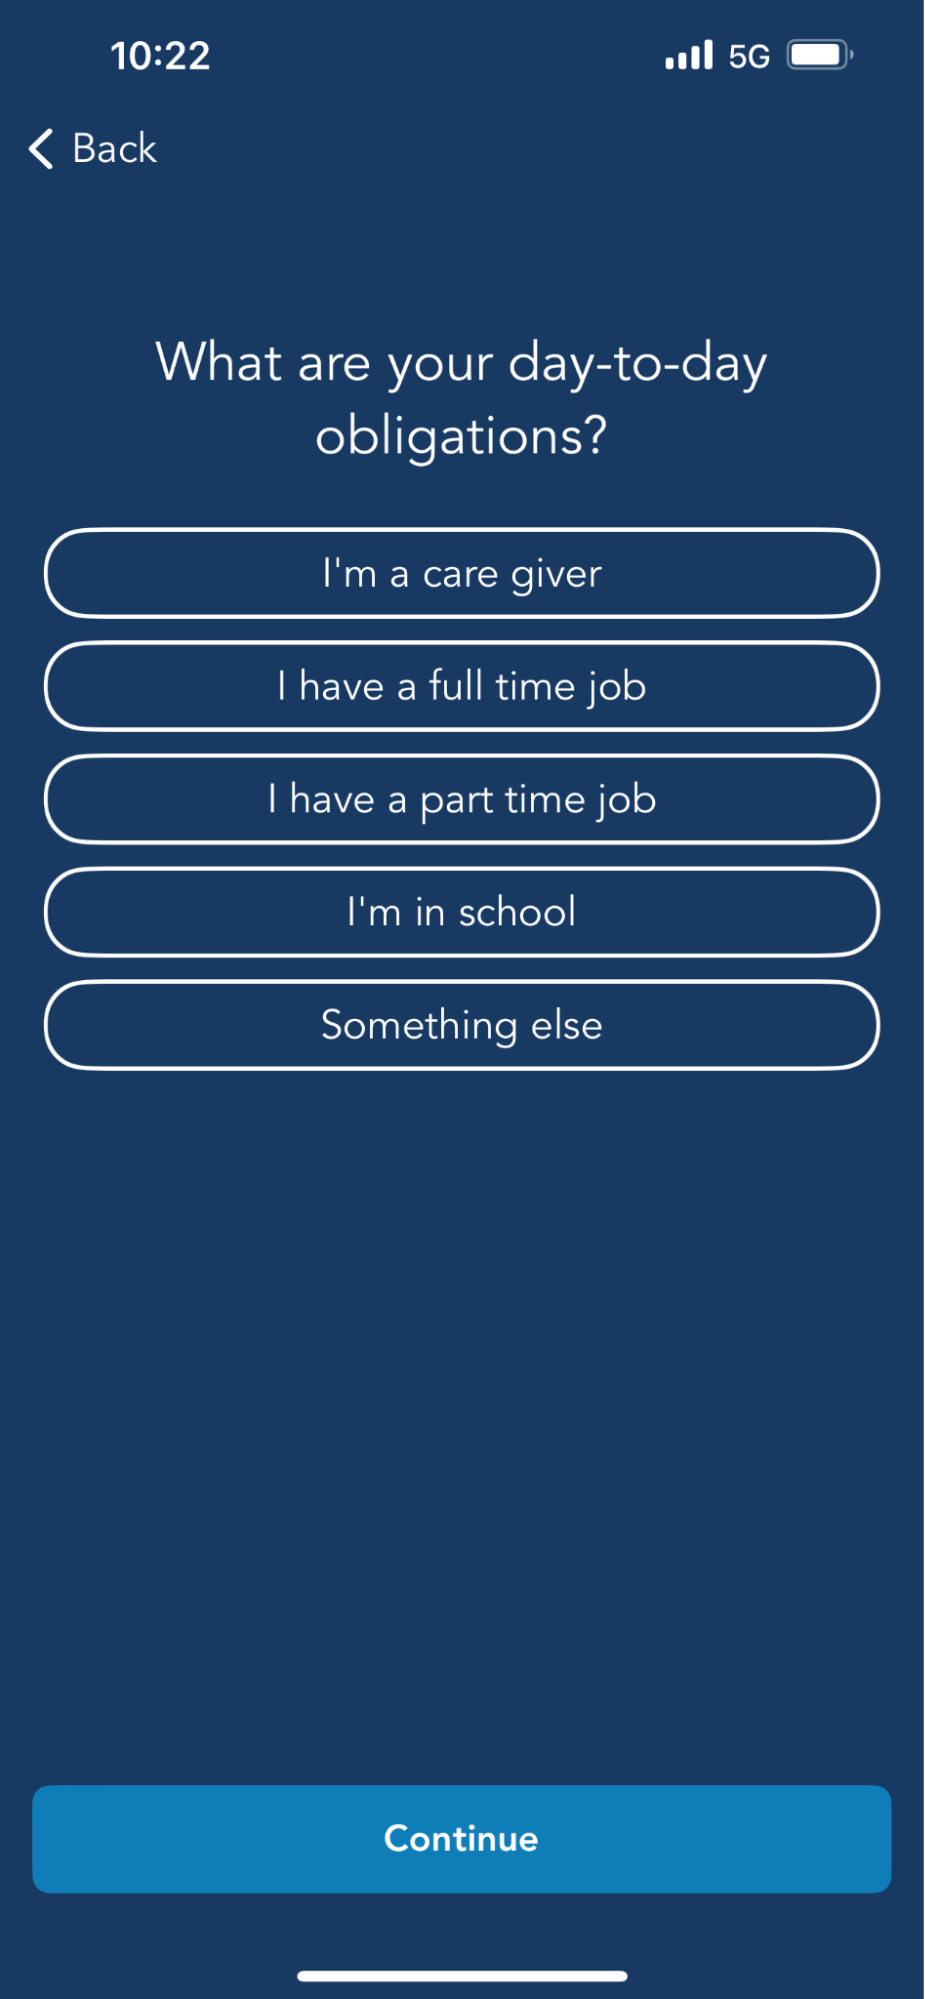 10:22 5G
Back
What are your day-to-day
obligations?
I'm a care giver
I have a full time job
I have a part time job
I'm in school
Something else
Continue